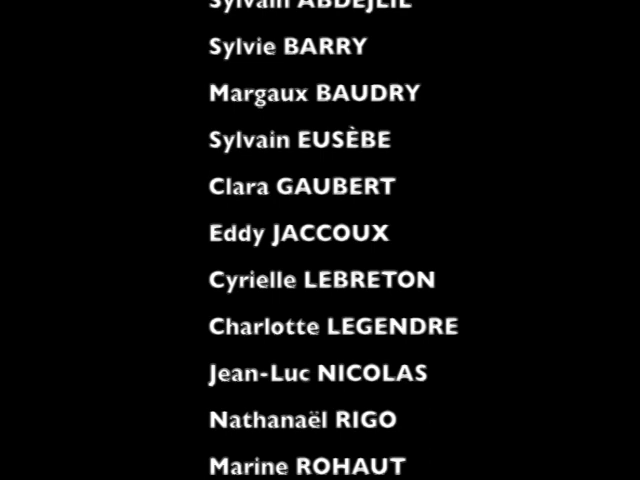 Sylvain ABDEJLIL
Sylvie BARRY
Margaux BAUDRY
Sylvain EUSÈBE
Clara GAUBERT
Eddy JACCOUX
Cyrielle LEBRETON
Charlotte LEGENDRE
Jean-Luc NICOLAS
Nathanaël RIGO
Marine ROHAUT